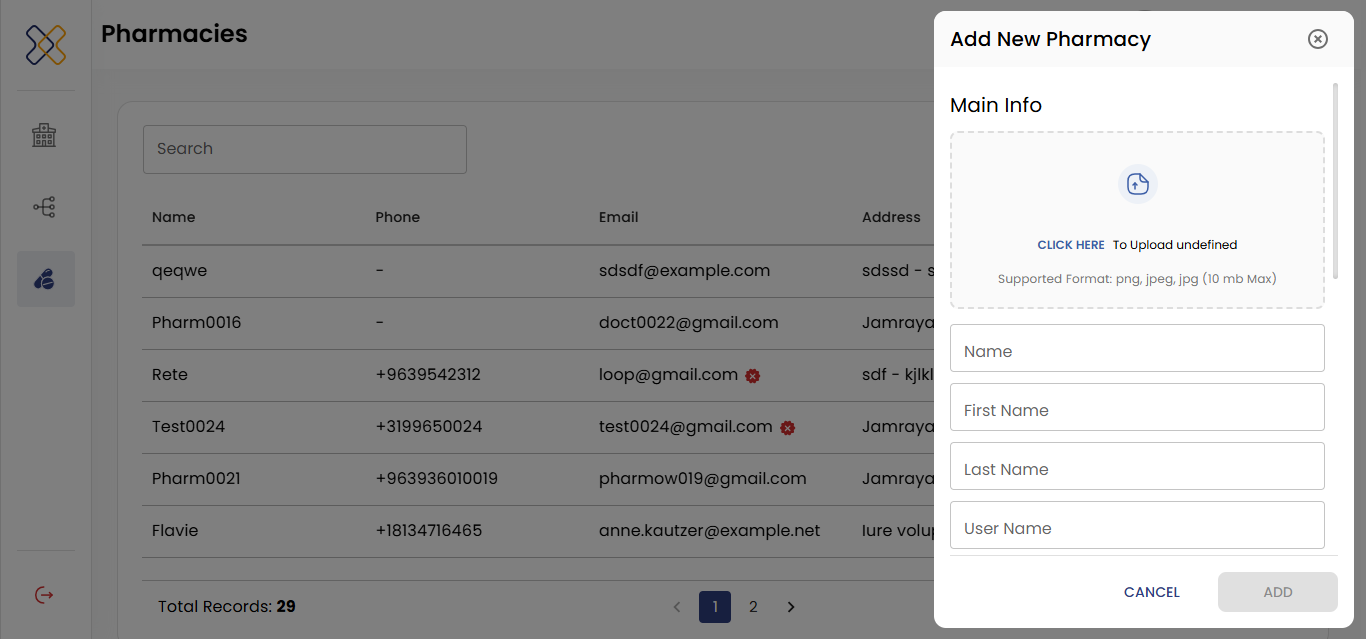 Pharmacies
Search
Name Phone Email Address
qeqwe - sdsdf@example.com sdssd - s
Pharm0016 - doct0022@gmail.com Jamraya
Rete +9639542312 loop@gmail.com sdf - kjlkl
Test0024 +3199650024 test0024@gmail.com Jamraya
Pharm0021 +963936010019 pharmow019@gmail.com Jamraya
Flavie +18134716465 anne.kautzer@example.net Iure volup
Total Records: 29
1 2
Add New Pharmacy
Main Info
CLICK HERE To Upload undefined
Supported Format: png, jpeg, jpg (10 mb Max)
Name
First Name
Last Name
User Name
CANCEL ADD